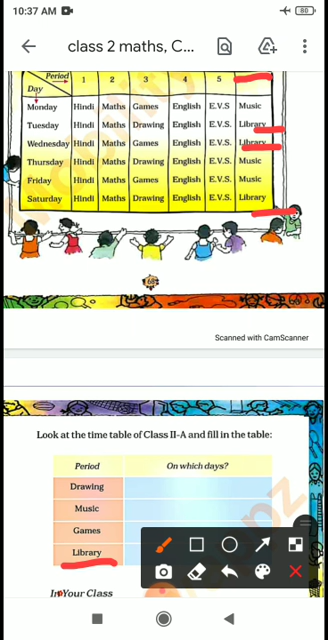 10:37 AM
80
class 2 maths, C...
Period 1 2 3 4 5
Day
Monday Hindi Maths Games English E.V.S Music
Tuesday Hindi Maths Drawing English E.V.S. Library
Wednesday Hindi Maths Games English E.V.S. Library
Thursday Hindi Maths Drawing English E.V.S. Music
Friday Hindi Maths Games English E.V.S. Music
Saturday Hindi Maths Drawing English E.V.S. Library
68
Scanned with CamScanner
Look at the time table of Class II-A and fill in the table:
Period On which days?
Drawing
Music
Games
Library
In Your Class